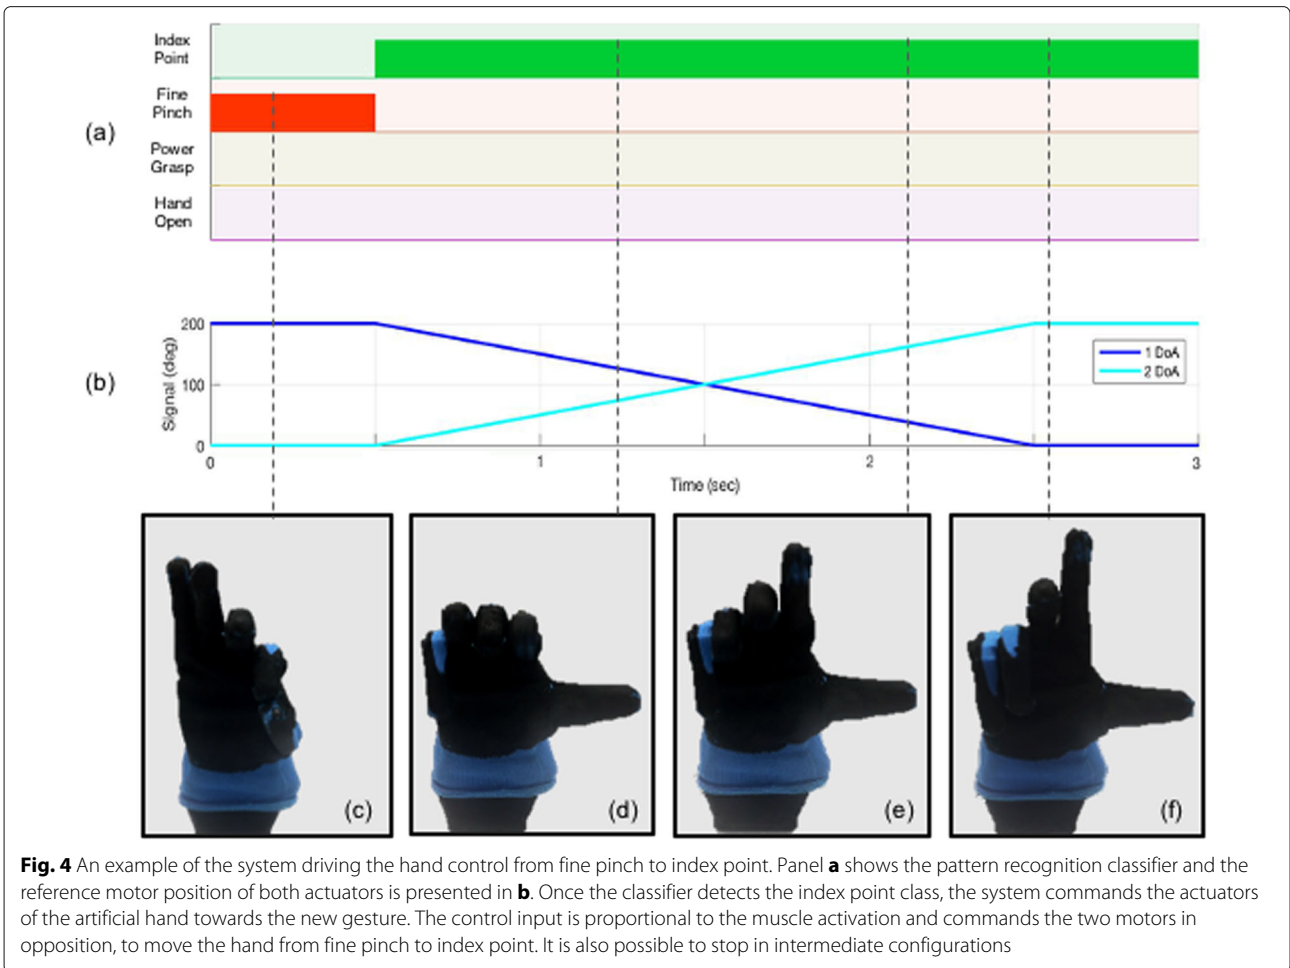 Index
Point
Fine
Pinch
(a)
Power
Grasp
Hand
Open
200
100
0
Signal (deg)
(b)
1 DoA
2 DoA
0
1
2
3
Time (sec)
(c)
(d)
(e)
(f)
Fig. 4 An example of the system driving the hand control from fine pinch to index point. Panel a shows the pattern recognition classifier and the
reference motor position of both actuators is presented in b. Once the classifier detects the index point class, the system commands the actuators
of the artificial hand towards the new gesture. The control input is proportional to the muscle activation and commands the two motors in
opposition, to move the hand from fine pinch to index point. It is also possible to stop in intermediate configurations